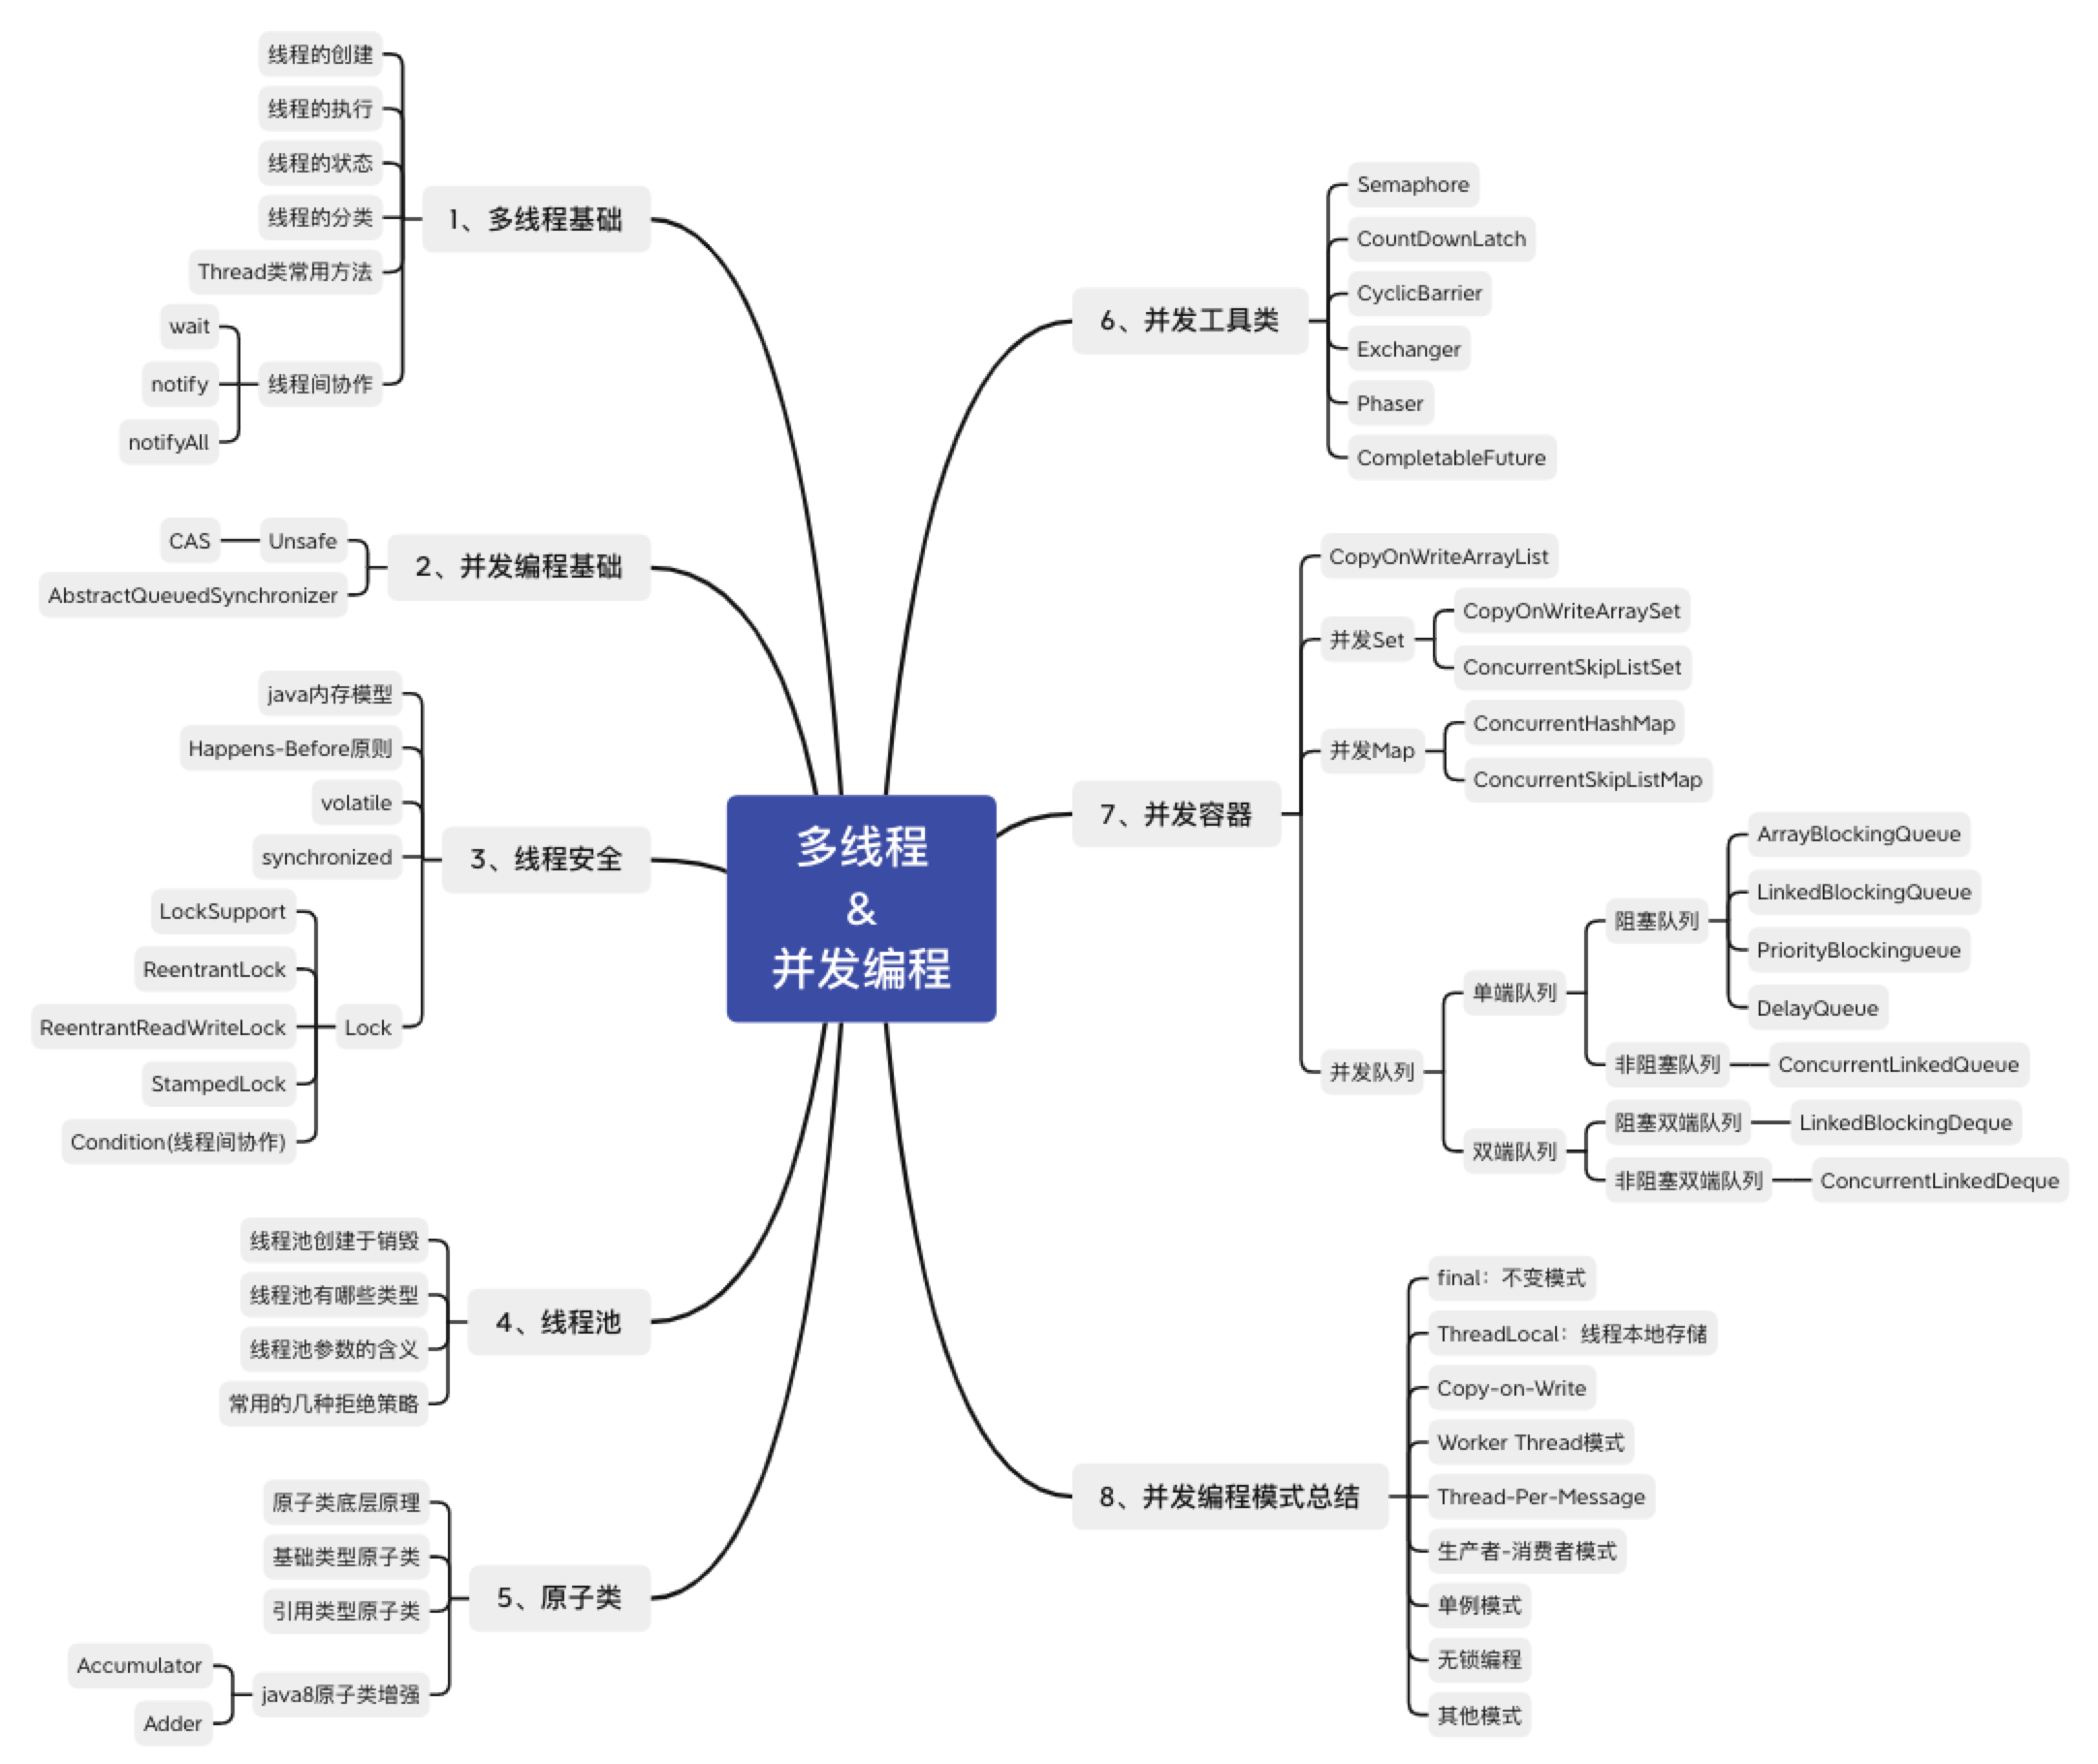 多线程
&
并发编程
1、多线程基础
线程的创建
线程的执行
线程的状态
线程的分类
Thread类常用方法
线程间协作
wait
notify
notifyAll
2、并发编程基础
Unsafe
CAS
AbstractQueuedSynchronizer
3、线程安全
java内存模型
Happens-Before原则
volatile
synchronized
Lock
LockSupport
ReentrantLock
ReentrantReadWriteLock
StampedLock
Condition(线程间协作)
4、线程池
线程池创建于销毁
线程池有哪些类型
线程池参数的含义
常用的几种拒绝策略
5、原子类
原子类底层原理
基础类型原子类
引用类型原子类
java8原子类增强
Accumulator
Adder
6、并发工具类
Semaphore
CountDownLatch
CyclicBarrier
Exchanger
Phaser
CompletableFuture
7、并发容器
CopyOnWriteArrayList
并发Set
CopyOnWriteArraySet
ConcurrentSkipListSet
并发Map
ConcurrentHashMap
ConcurrentSkipListMap
并发队列
单端队列
阻塞队列
ArrayBlockingQueue
LinkedBlockingQueue
PriorityBlockingueue
DelayQueue
非阻塞队列
ConcurrentLinkedQueue
双端队列
阻塞双端队列
LinkedBlockingDeque
非阻塞双端队列
ConcurrentLinkedDeque
8、并发编程模式总结
final：不变模式
ThreadLocal：线程本地存储
Copy-on-Write
Worker Thread模式
Thread-Per-Message
生产者-消费者模式
单例模式
无锁编程
其他模式